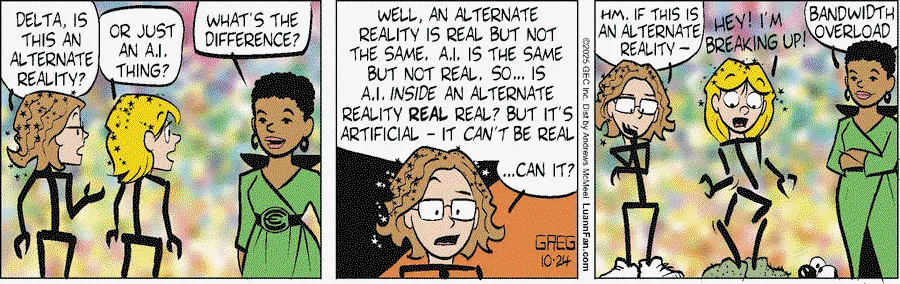 DELTA, IS
THIS AN
ALTERNATE
REALITY?
OR JUST
AN A.I.
THING?
WHAT'S THE
DIFFERENCE?
WELL, AN ALTERNATE
REALITY IS REAL BUT NOT
THE SAME. A.I. IS THE SAME
BUT NOT REAL. SO... IS
A.I. INSIDE AN ALTERNATE
REALITY REAL REAL? BUT IT'S
ARTIFICIAL – IT CAN'T BE REAL
...CAN IT?
GREG
10·24
©2025 GEC Inc. Dist by Andrews McMeel LuannFan.com
HM. IF THIS IS
AN ALTERNATE
REALITY –
HEY! I'M
BREAKING UP!
BANDWIDTH
OVERLOAD